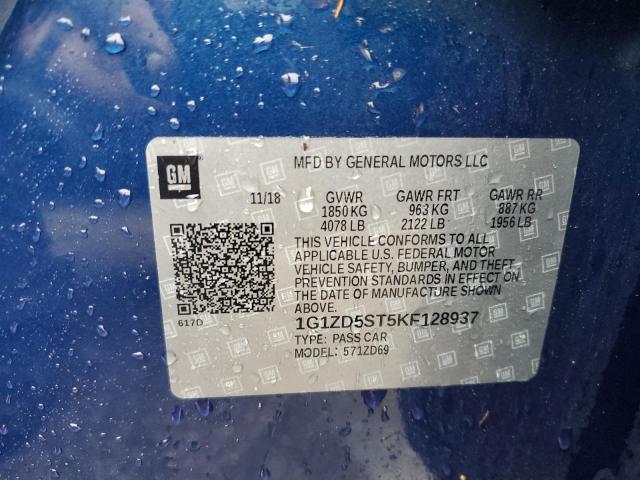 GM
MFD BY GENERAL MOTORS LLC
11/18 GVWR GAWR FRT GAWR RR
1850 KG 963 KG 887 KG
4078 LB 2122 LB 1956 LB
THIS VEHICLE CONFORMS TO ALL
APPLICABLE U.S. FEDERAL MOTOR
VEHICLE SAFETY, BUMPER, AND THEFT
PREVENTION STANDARDS IN EFFECT ON
THE DATE OF MANUFACTURE SHOWN
ABOVE.
617D
1G1ZD5ST5KF128937
TYPE: PASS CAR
MODEL: 571ZD69